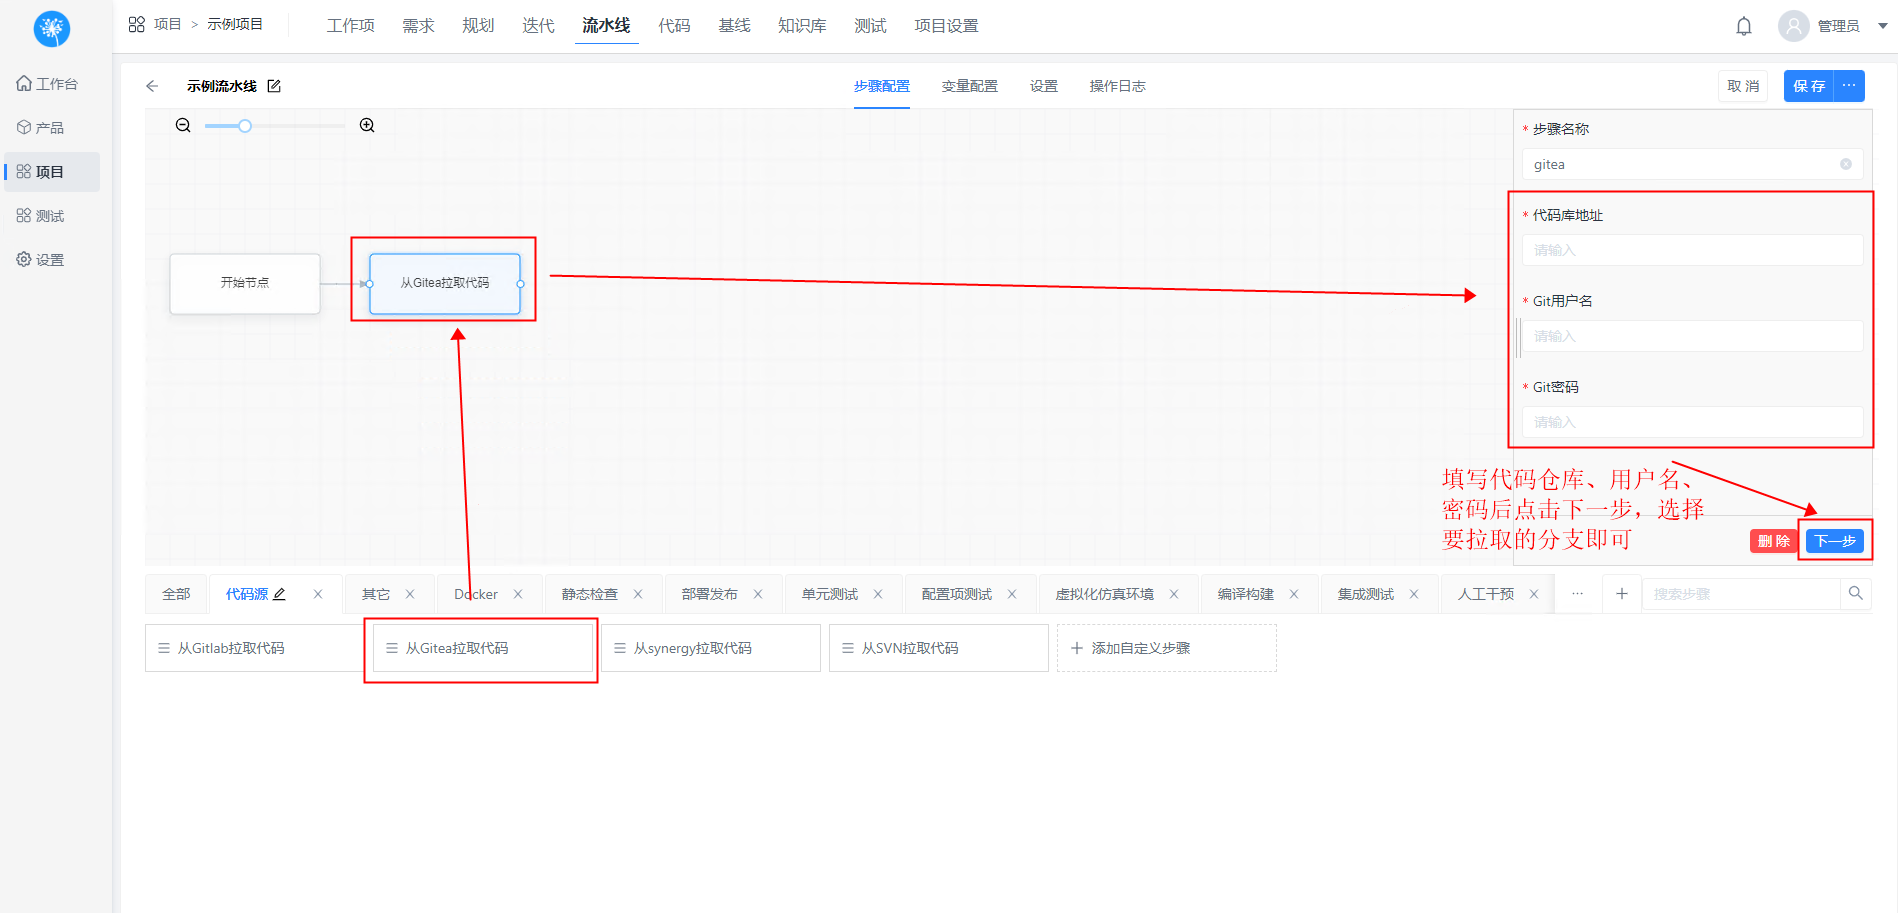 项目 > 示例项目
工作项 需求 规划 迭代 流水线 代码 基线 知识库 测试 项目设置
管理员
工作台
产品
项目
测试
设置
示例流水线
步骤配置 变量配置 设置 操作日志
取 消 保 存 ···
* 步骤名称
gitea
* 代码库地址
请输入
* Git用户名
请输入
* Git密码
请输入
开始节点
从Gitea拉取代码
填写代码仓库、用户名、
密码后点击下一步，选择
要拉取的分支即可
删 除 下一步
全部 代码源 其它 Docker 静态检查 部署发布 单元测试 配置项测试 虚拟化仿真环境 编译构建 集成测试 人工干预 ··· + 搜索步骤
从Gitlab拉取代码 从Gitea拉取代码 从synergy拉取代码 从SVN拉取代码 + 添加自定义步骤